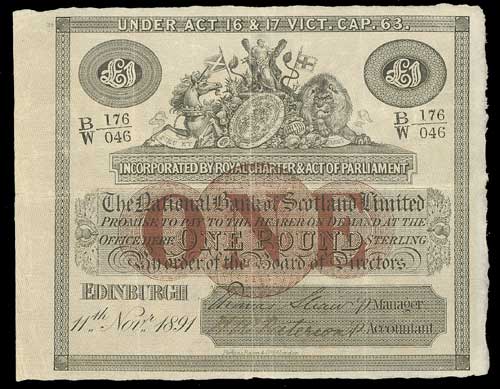 UNDER ACT 16 & 17 VICT. CAP. 63.
£1 £1
B/W 176/046 B/W 176/046
INCORPORATED BY ROYAL CHARTER & ACT OF PARLIAMENT
The National Bank of Scotland Limited
PROMISE TO PAY TO THE BEARER ON DEMAND AT THE
OFFICE HERE ONE POUND STERLING
ONE
By order of the Board of Directors
EDINBURGH
11th. Novr. 1891
Manager
Accountant